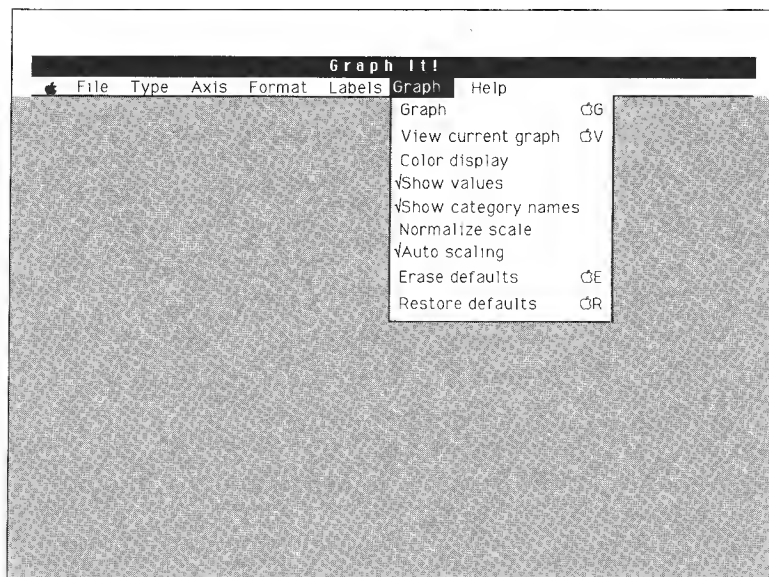 Graph It!
File Type Axis Format Labels Graph Help
Graph G
View current graph V
Color display
√Show values
√Show category names
Normalize scale
√Auto scaling
Erase defaults E
Restore defaults R